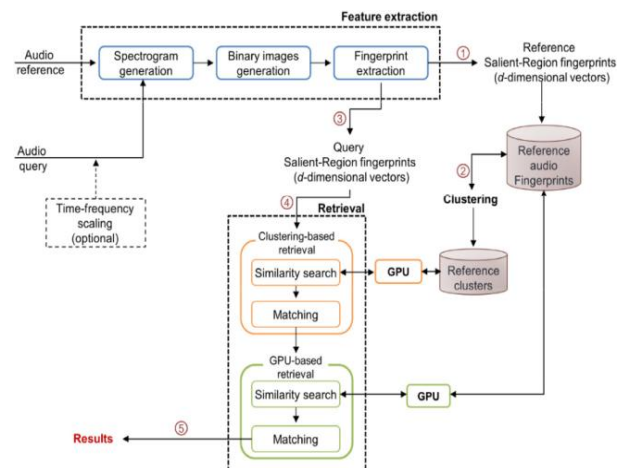 Feature extraction
Audio
reference
Spectrogram
generation
Binary images
generation
Fingerprint
extraction
①
Reference
Salient-Region fingerprints
(d-dimensional vectors)
③
Audio
query
Query
Salient-Region fingerprints
(d-dimensional vectors)
②
Reference
audio
Fingerprints
Time-frequency
scaling
(optional)
④
Retrieval
Clustering
Clustering-based
retrieval
Similarity search
GPU
Reference
clusters
Matching
GPU-based
retrieval
Similarity search
GPU
Results
⑤
Matching